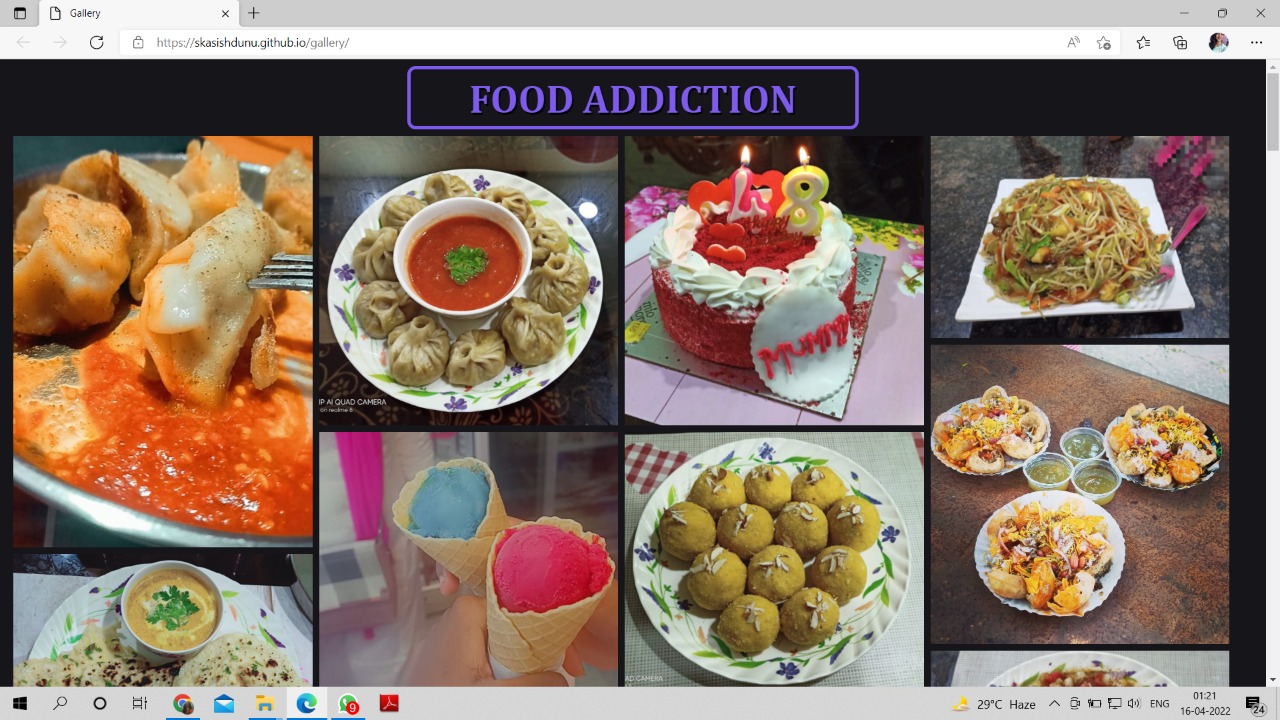 Gallery
https://skasishdunu.github.io/gallery/
FOOD ADDICTION
48
MUMMY
IP AI QUAD CAMERA
on realme 8
AD CAMERA
9
29°C Haze
ENG
01:21
16-04-2022
24